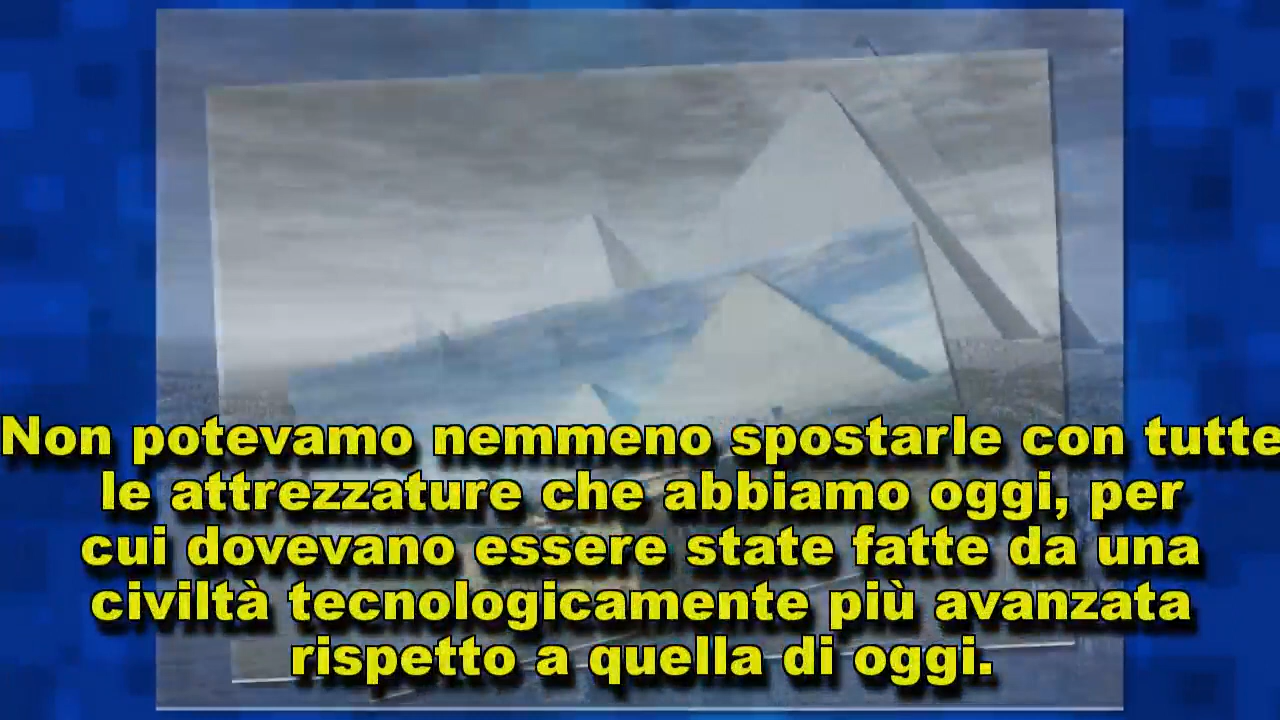 Non potevamo nemmeno spostarle con tutte
le attrezzature che abbiamo oggi, per
cui dovevano essere state fatte da una
civiltà tecnologicamente più avanzata
rispetto a quella di oggi.